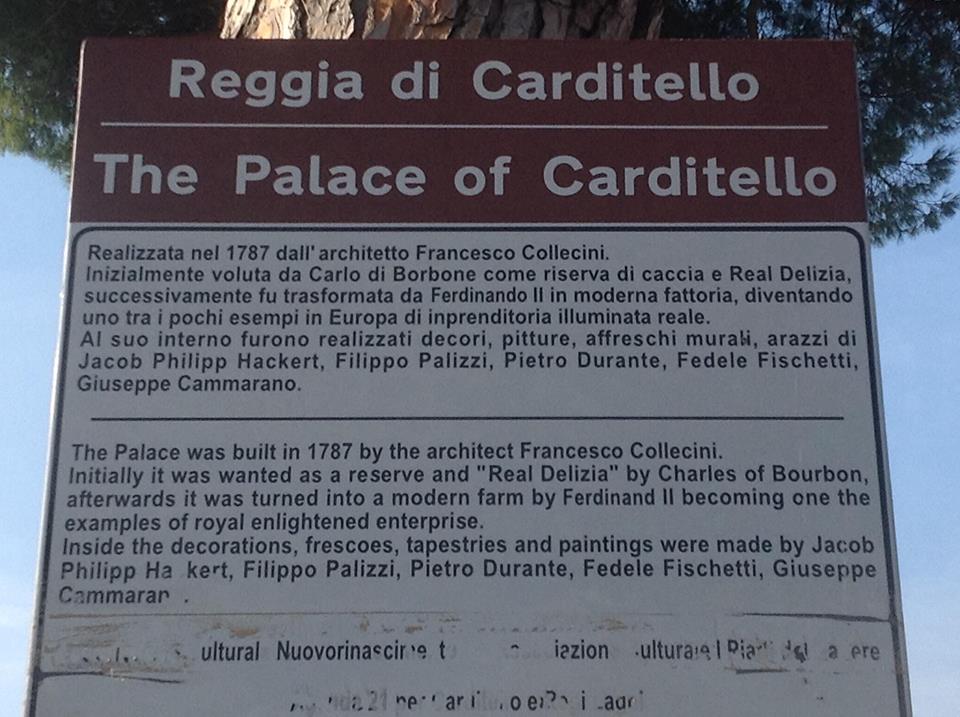 Reggia di Carditello
The Palace of Carditello
Realizzata nel 1787 dall'architetto Francesco Collecini.
Inizialmente voluta da Carlo di Borbone come riserva di caccia e Real Delizia,
successivamente fu trasformata da Ferdinando II in moderna fattoria, diventando
uno tra i pochi esempi in Europa di inprenditoria illuminata reale.
Al suo interno furono realizzati decori, pitture, affreschi murali, arazzi di
Jacob Philipp Hackert, Filippo Palizzi, Pietro Durante, Fedele Fischetti,
Giuseppe Cammarano.
The Palace was built in 1787 by the architect Francesco Collecini.
Initially it was wanted as a reserve and "Real Delizia" by Charles of Bourbon,
afterwards it was turned into a modern farm by Ferdinand II becoming one the
examples of royal enlightened enterprise.
Inside the decorations, frescoes, tapestries and paintings were made by Jacob
Philipp Ha kert, Filippo Palizzi, Pietro Durante, Fedele Fischetti, Giuseppe
Cammaran .
ultural Nuovorinascime t
21 per